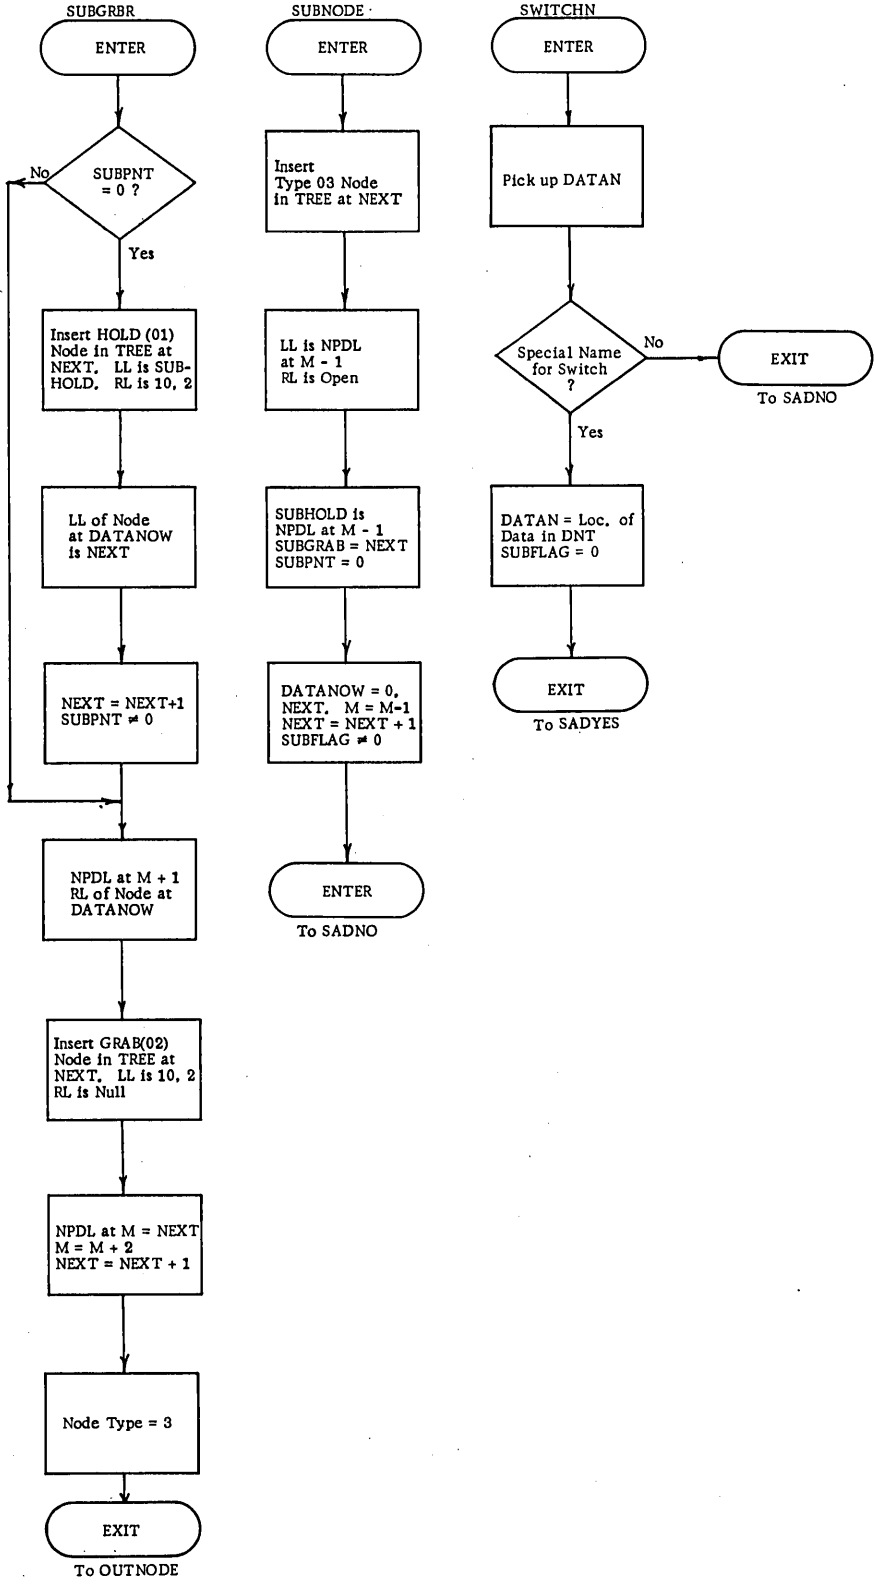 SUBGRBR
ENTER
SUBPNT
= 0 ?
No
Yes
Insert HOLD (01)
Node in TREE at
NEXT. LL is SUB-
HOLD. RL is 10, 2
LL of Node
at DATANOW
is NEXT
NEXT = NEXT+1
SUBPNT ≠ 0
NPDL at M + 1
RL of Node at
DATANOW
Insert GRAB(02)
Node in TREE at
NEXT. LL is 10, 2
RL is Null
NPDL at M = NEXT
M = M + 2
NEXT = NEXT + 1
Node Type = 3
EXIT
To OUTNODE
SUBNODE
ENTER
Insert
Type 03 Node
in TREE at NEXT
LL is NPDL
at M - 1
RL is Open
SUBHOLD is
NPDL at M - 1
SUBGRAB = NEXT
SUBPNT = 0
DATANOW = 0,
NEXT. M = M-1
NEXT = NEXT + 1
SUBFLAG ≠ 0
ENTER
To SADNO
SWITCHN
ENTER
Pick up DATAN
Special Name
for Switch
?
No
EXIT
To SADNO
Yes
DATAN = Loc. of
Data in DNT
SUBFLAG = 0
EXIT
To SADYES